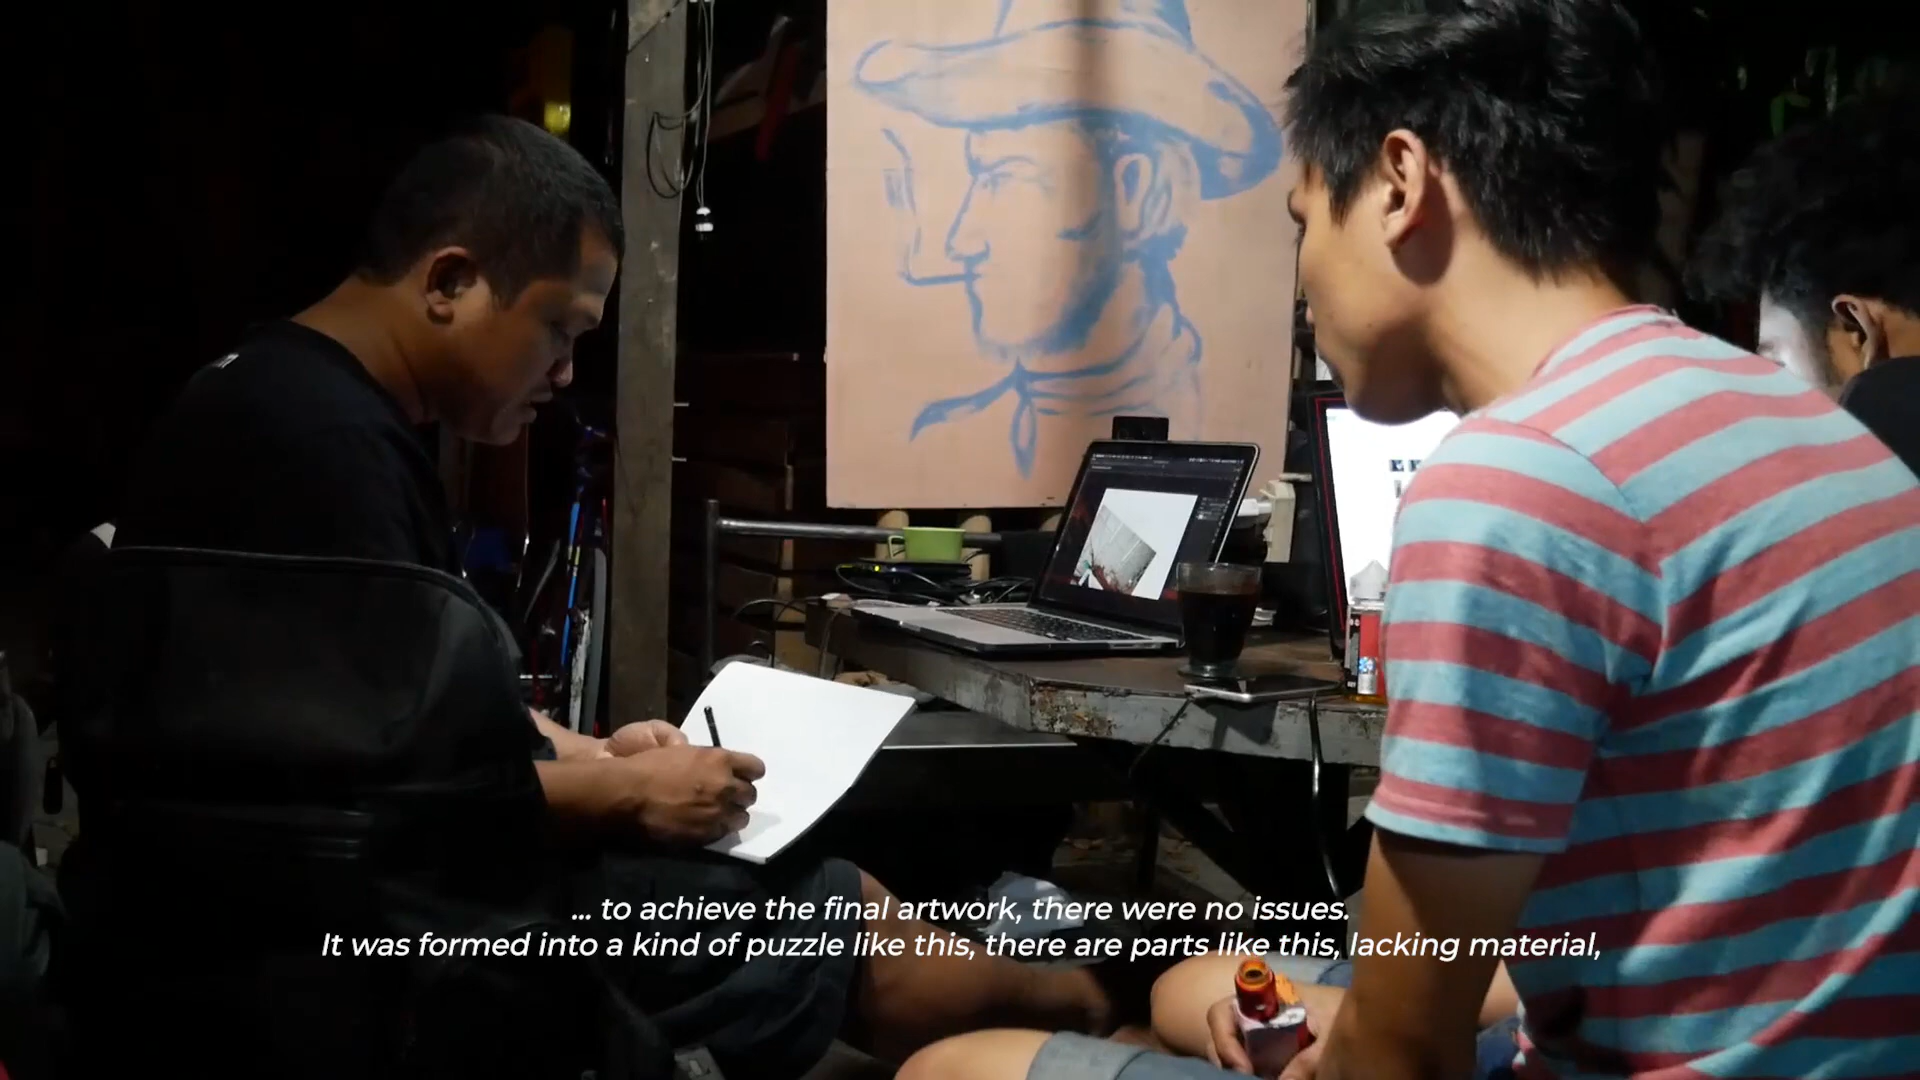 ... to achieve the final artwork, there were no issues.
It was formed into a kind of puzzle like this, there are parts like this, lacking material,